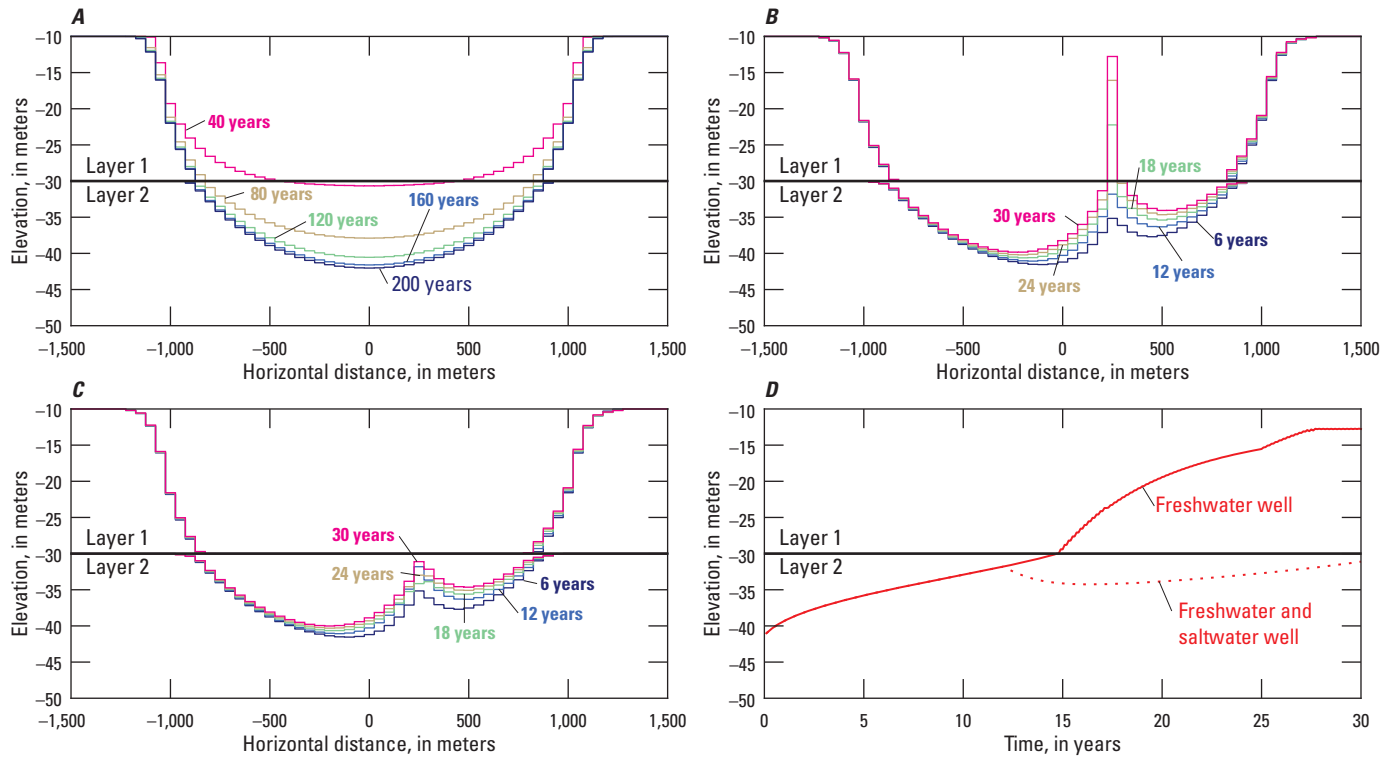 A
−10
−15
−20
−25
−30
−35
−40
−45
−50
Elevation, in meters
40 years
Layer 1
Layer 2
80 years
160 years
120 years
200 years
−1,500
−1,000
−500
0
500
1,000
1,500
Horizontal distance, in meters
B
−10
−15
−20
−25
−30
−35
−40
−45
−50
Elevation, in meters
Layer 1
Layer 2
18 years
30 years
6 years
12 years
24 years
−1,500
−1,000
−500
0
500
1,000
1,500
Horizontal distance, in meters
C
−10
−15
−20
−25
−30
−35
−40
−45
−50
Elevation, in meters
Layer 1
Layer 2
30 years
24 years
6 years
12 years
18 years
−1,500
−1,000
−500
0
500
1,000
1,500
Horizontal distance, in meters
D
−10
−15
−20
−25
−30
−35
−40
−45
−50
Elevation, in meters
Freshwater well
Layer 1
Layer 2
Freshwater and
saltwater well
0
5
10
15
20
25
30
Time, in years